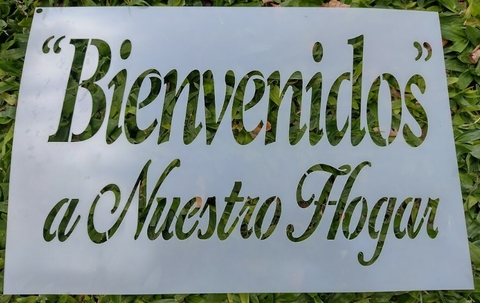 “Bienvenidos”
a Nuestro Hogar